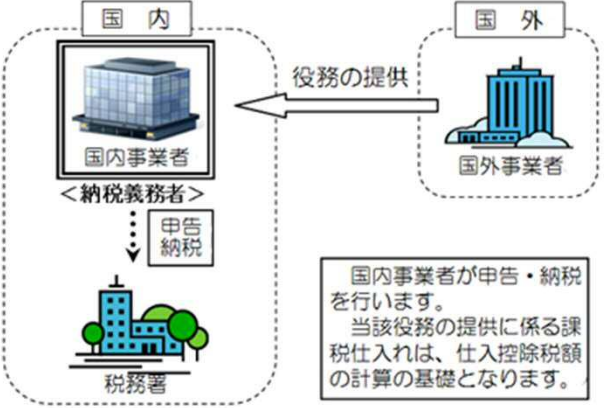 国内
国外
役務の提供
国内事業者
国外事業者
<納税義務者>
申告
納税
税務署
国内事業者が申告・納税
を行います。
当該役務の提供に係る課
税仕入れは、仕入控除税額
の計算の基礎となります。